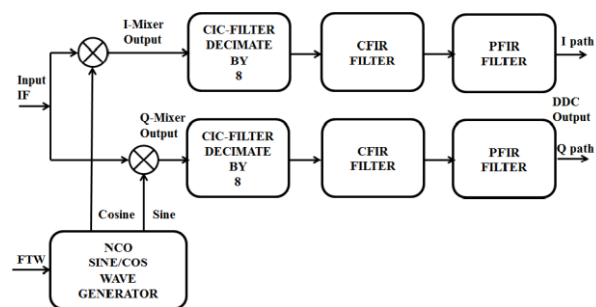 I-Mixer
Output
CIC-FILTER
DECIMATE
BY
8
CFIR
FILTER
PFIR
FILTER
I path
Input
IF
Q-Mixer
Output
CIC-FILTER
DECIMATE
BY
8
CFIR
FILTER
PFIR
FILTER
DDC
Output
Q path
Cosine
Sine
FTW
NCO
SINE/COS
WAVE
GENERATOR